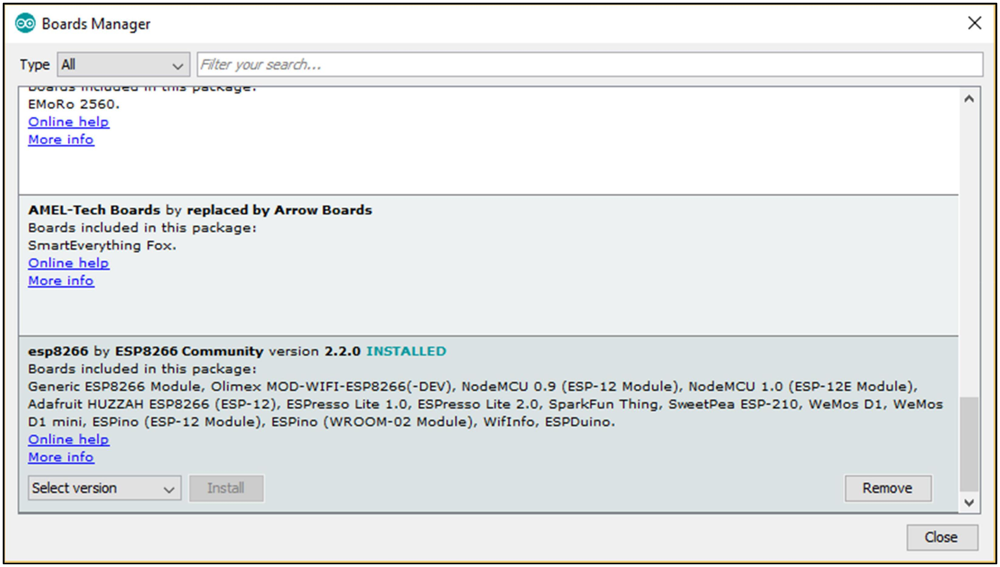 Boards Manager
Type All Filter your search...
Boards included in this package:
EMoRo 2560.
Online help
More info
AMEL-Tech Boards by replaced by Arrow Boards
Boards included in this package:
SmartEverything Fox.
Online help
More info
esp8266 by ESP8266 Community version 2.2.0 INSTALLED
Boards included in this package:
Generic ESP8266 Module, Olimex MOD-WIFI-ESP8266(-DEV), NodeMCU 0.9 (ESP-12 Module), NodeMCU 1.0 (ESP-12E Module),
Adafruit HUZZAH ESP8266 (ESP-12), ESPresso Lite 1.0, ESPresso Lite 2.0, SparkFun Thing, SweetPea ESP-210, WeMos D1, WeMos
D1 mini, ESPino (ESP-12 Module), ESPino (WROOM-02 Module), WifInfo, ESPDuino.
Online help
More info
Select version Install Remove
Close